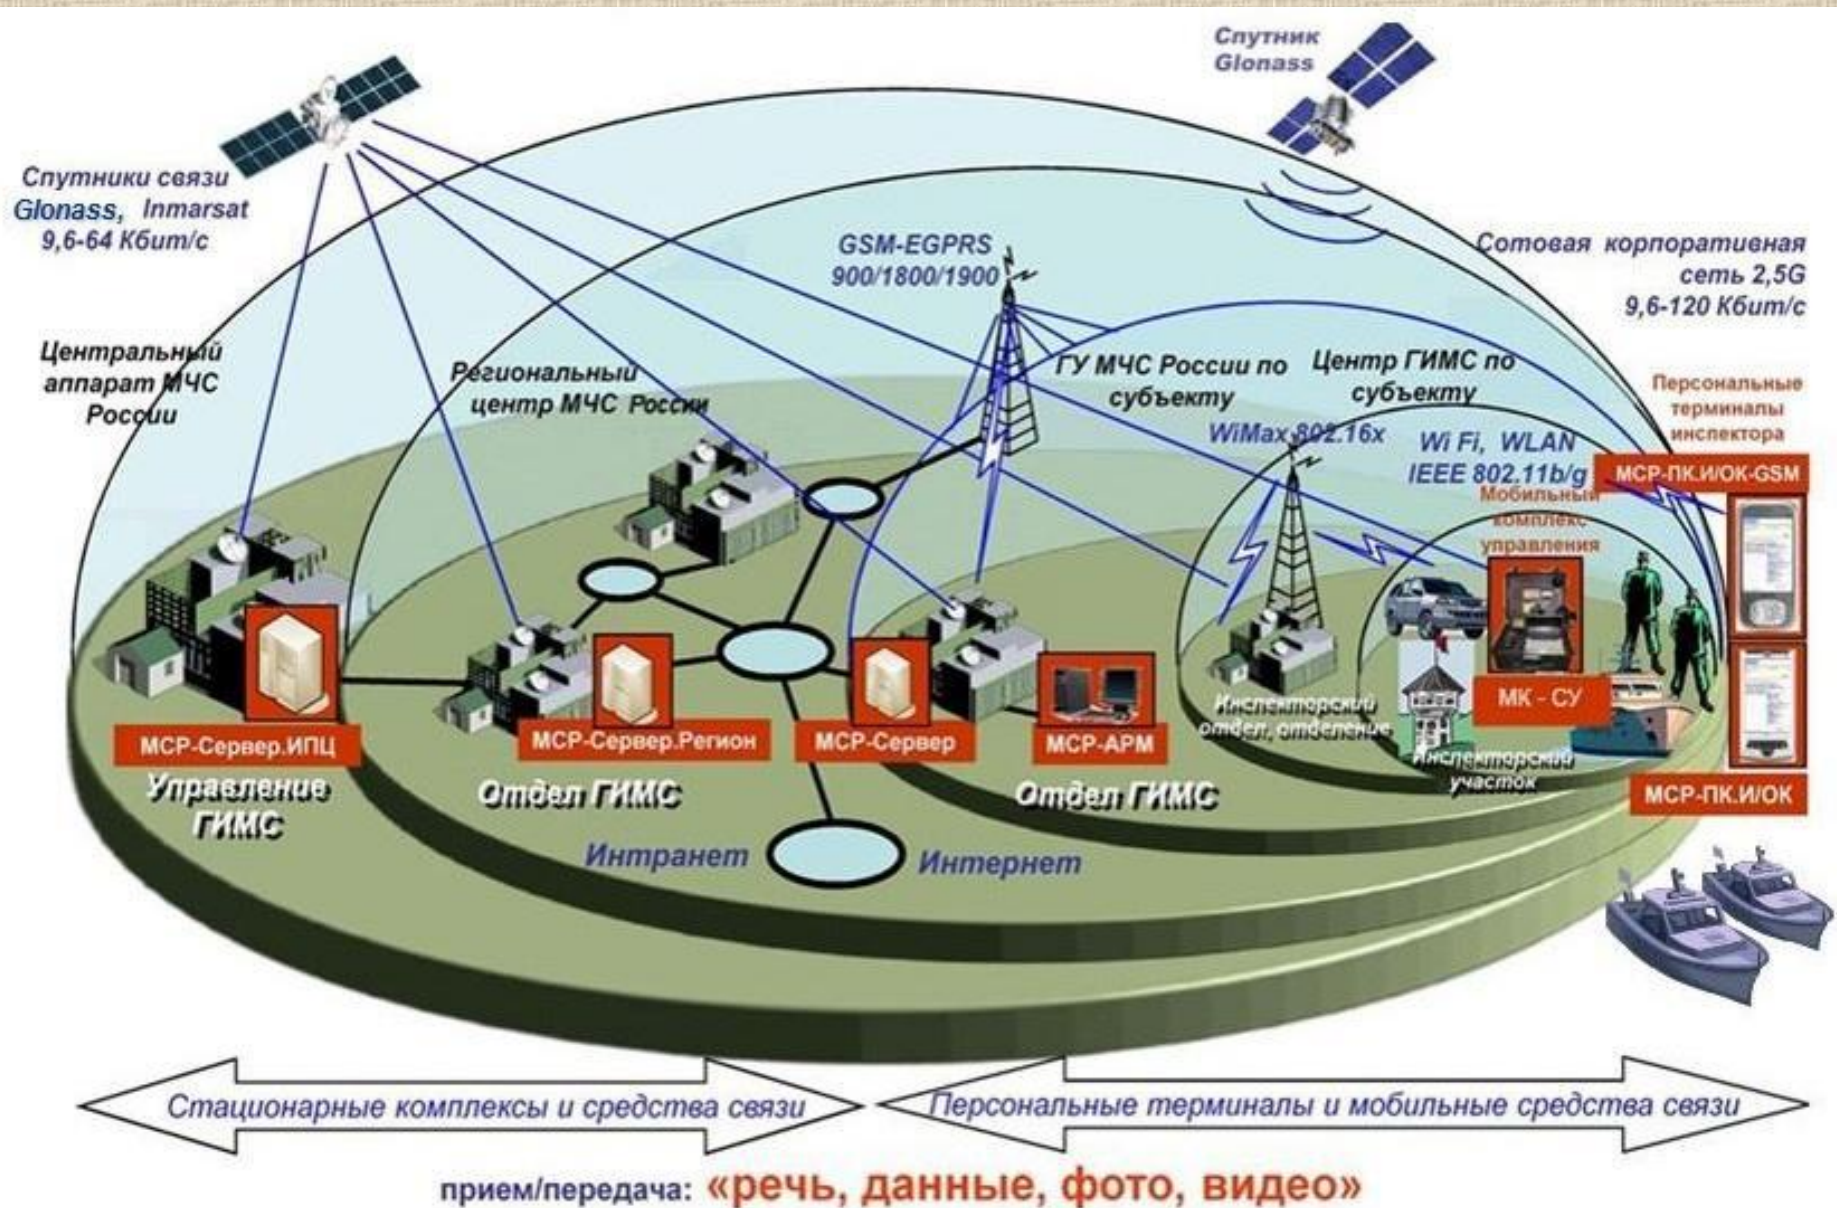 Спутник
Glonass
Спутники связи
Glonass, Inmarsat
9,6-64 Кбит/с
GSM-EGPRS
900/1800/1900
Сотовая корпоративная
сеть 2,5G
9,6-120 Кбит/с
Центральный
аппарат МЧС
России
Региональный
центр МЧС России
ГУ МЧС России по
субъекту
Центр ГИМС по
субъекту
Персональные
терминалы
инспектора
WiMax 802.16x
Wi Fi, WLAN
IEEE 802.11b/g
МСР-ПК.И/ОК-GSM
Мобильный
комплекс
управления
МК - СУ
Инспекторский
отдел, отделение
Инспекторский
участок
МСР-Сервер.ИПЦ
МСР-Сервер.Регион
МСР-Сервер
МСР-АРМ
МСР-ПК.И/ОК
Управление
ГИМС
Отдел ГИМС
Отдел ГИМС
Интранет
Интернет
Стационарные комплексы и средства связи
Персональные терминалы и мобильные средства связи
прием/передача: «речь, данные, фото, видео»